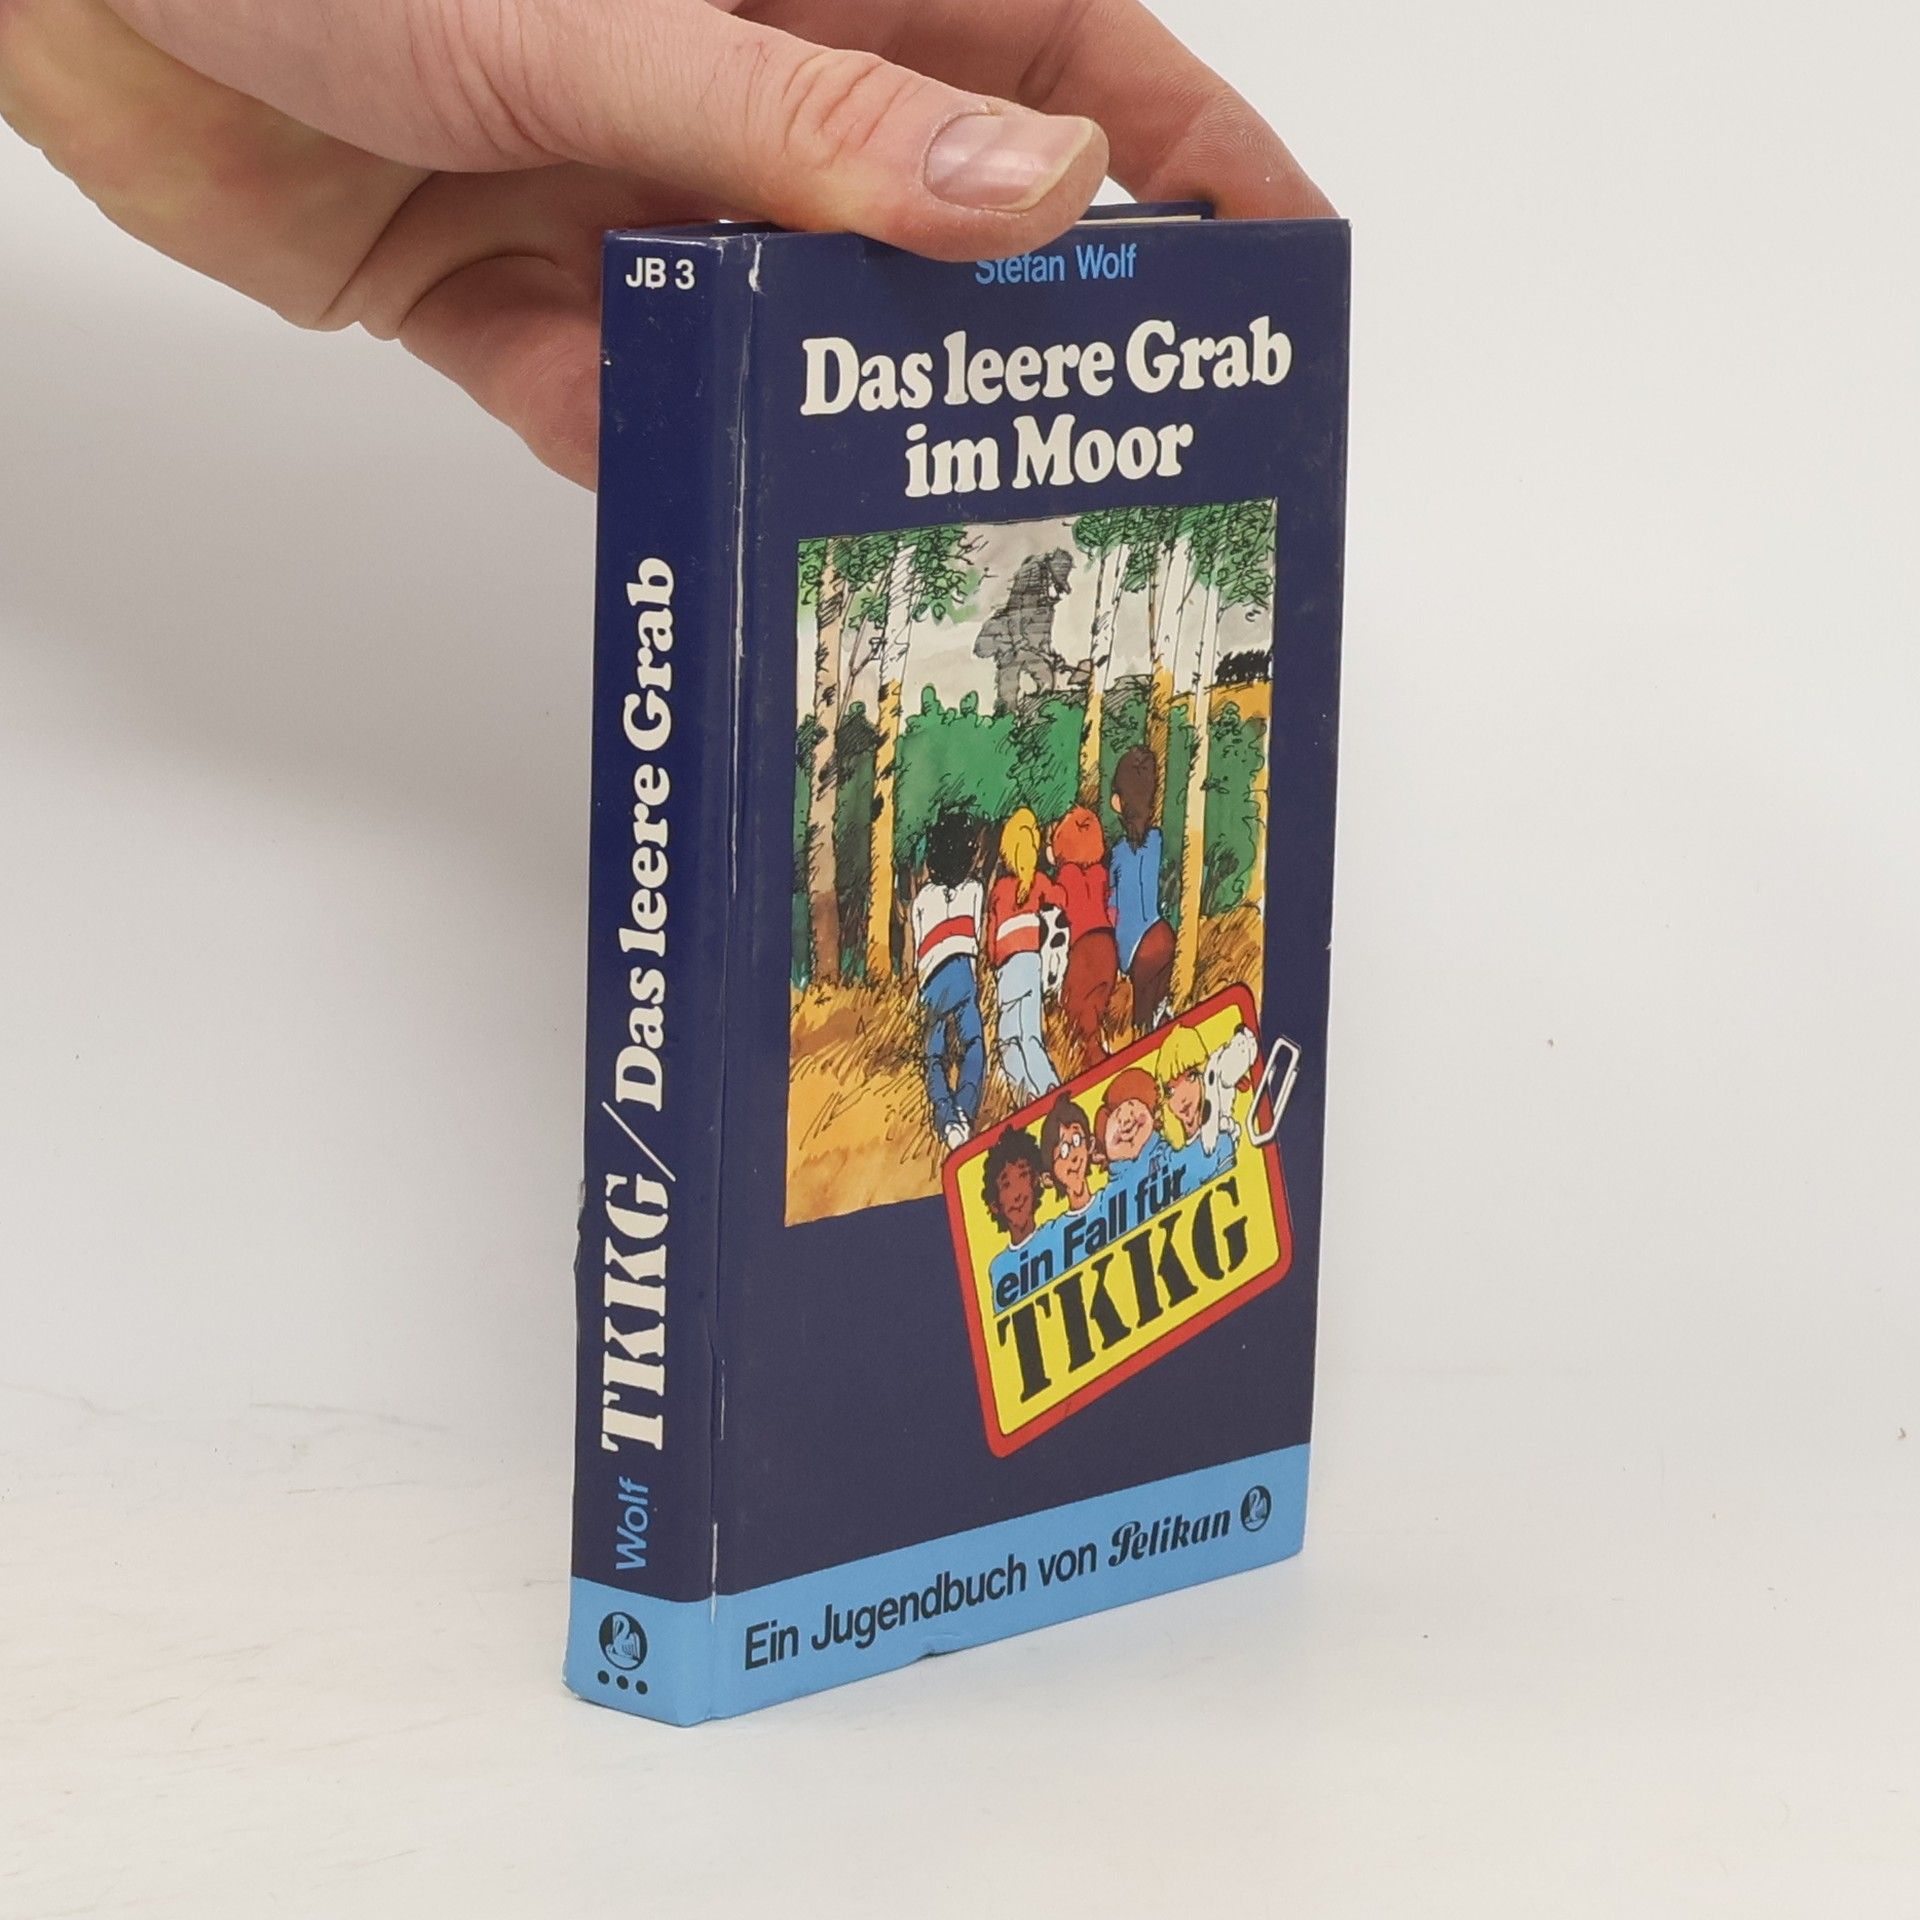 JB 3
Wolf TKKG/Das leere Grab
Stefan Wolf
Das leere Grab
im Moor
ein Fall für
TKKG
Ein Jugendbuch von Pelikan